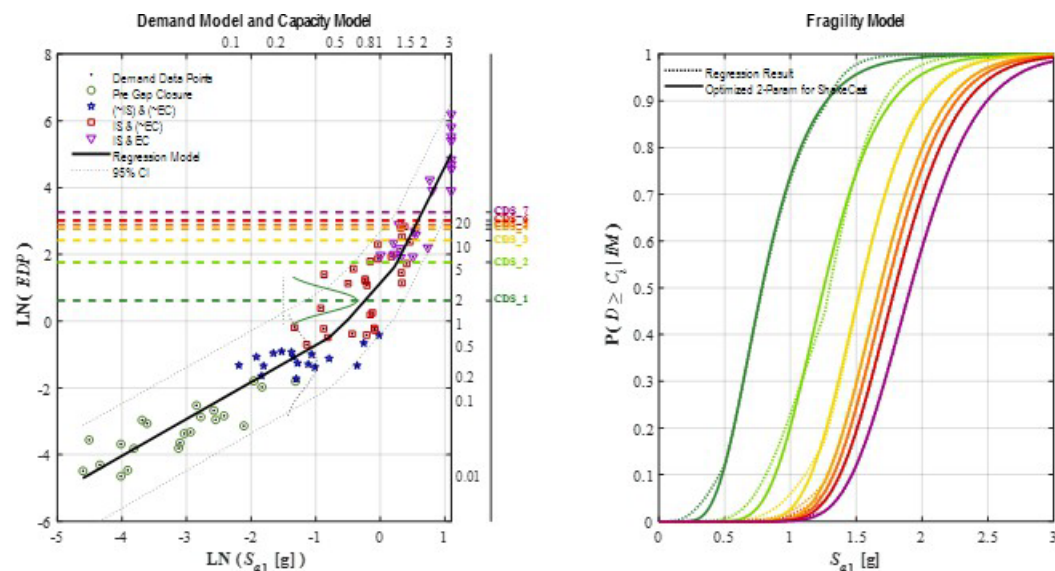 Demand Model and Capacity Model
0.1 0.2 0.5 0.8 1 1.5 2 3
8
6
4
2
0
-2
-4
-6
LN( EDP )
Demand Data Points
Pre Gap Closure
(~IS) & (~EC)
IS & (~EC)
IS & EC
Regression Model
95% CI
20
10
5
2
1
0.5
0.2
0.1
0.01
CDS_7
CDS_4
CDS_3
CDS_2
CDS_1
-5 -4 -3 -2 -1 0 1
LN (Sa1 [g])
Fragility Model
1
0.9
0.8
0.7
0.6
0.5
0.4
0.3
0.2
0.1
0
P( D ≥ Ci | IM )
Regression Result
Optimized 2-Param for ShakeCast
0 0.5 1 1.5 2 2.5 3
Sa1 [g]